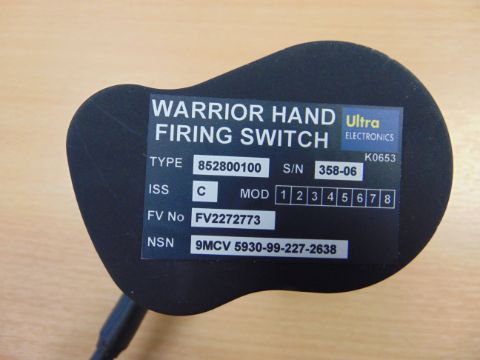 WARRIOR HAND
FIRING SWITCH
Ultra
ELECTRONICS
K0653
TYPE 852800100 S/N 358-06
ISS C MOD 1 2 3 4 5 6 7 8
FV No FV2272773
NSN 9MCV 5930-99-227-2638